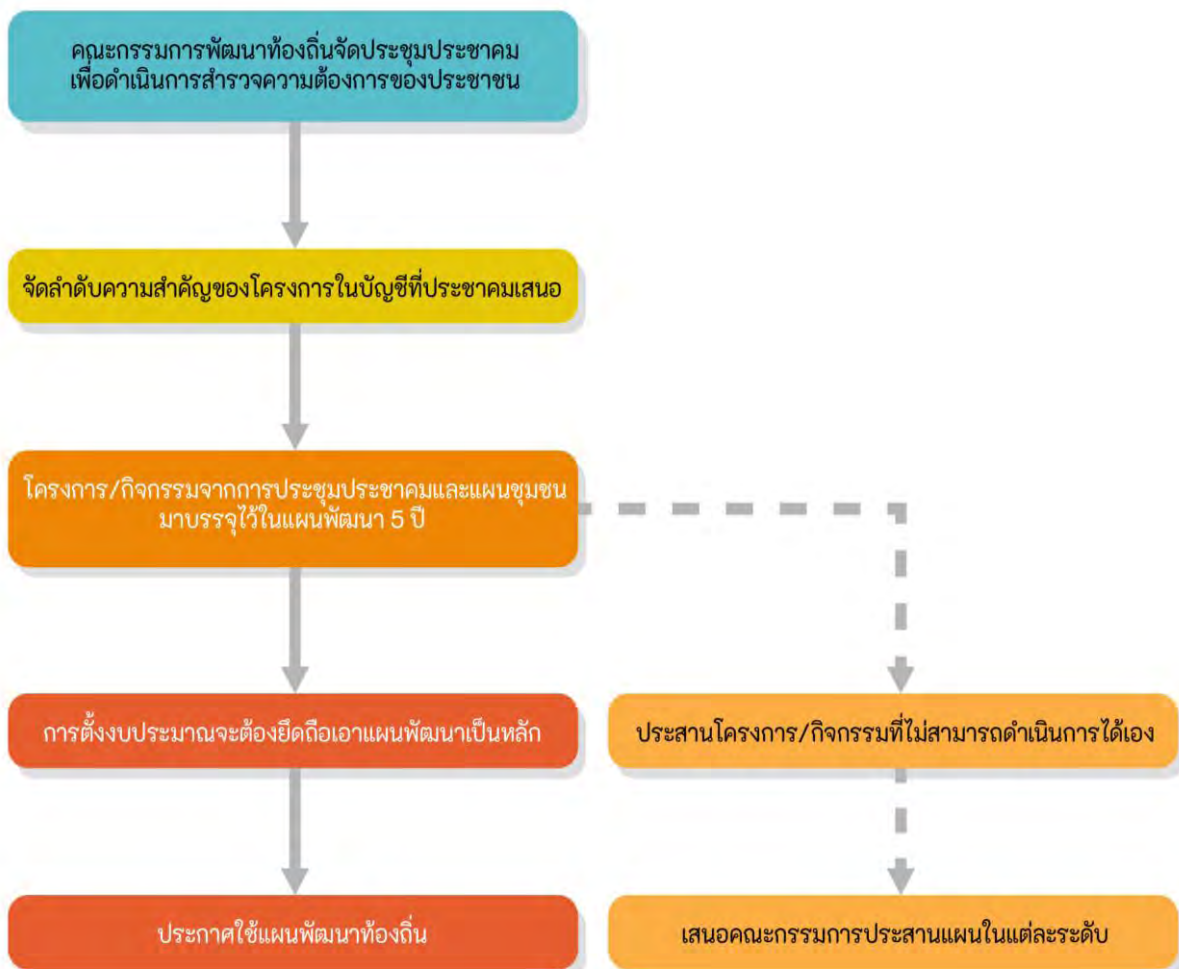 คณะกรรมการพัฒนาท้องถิ่นจัดประชุมประชาคม
เพื่อดำเนินการสำรวจความต้องการของประชาชน
จัดลำดับความสำคัญของโครงการในบัญชีที่ประชาคมเสนอ
โครงการ/กิจกรรมจากการประชุมประชาคมและแผนชุมชน
มาบรรจุไว้ในแผนพัฒนา 5 ปี
การตั้งงบประมาณจะต้องยึดถือเอาแผนพัฒนาเป็นหลัก
ประสานโครงการ/กิจกรรมที่ไม่สามารถดำเนินการได้เอง
ประกาศใช้แผนพัฒนาท้องถิ่น
เสนอคณะกรรมการประสานแผนในแต่ละระดับ